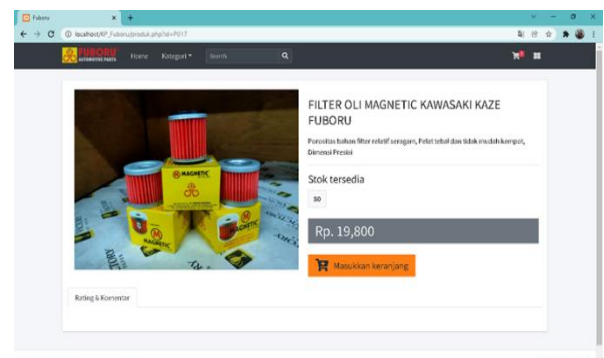 Fuboru
localhost/KP_Fuboru/produk.php?id=P017
FUBORU
AUTOMOTIVE PARTS
Home Kategori Search
FILTER OLI MAGNETIC KAWASAKI KAZE
FUBORU
Porositas bahan filter relatif seragam, Pelat tebal dan tidak mudah kempot,
Dimensi Presisi
Stok tersedia
50
Rp. 19,800
Masukkan keranjang
MAGNETIC
MAGNETIC
MAGNETIC
Rating & Komentar